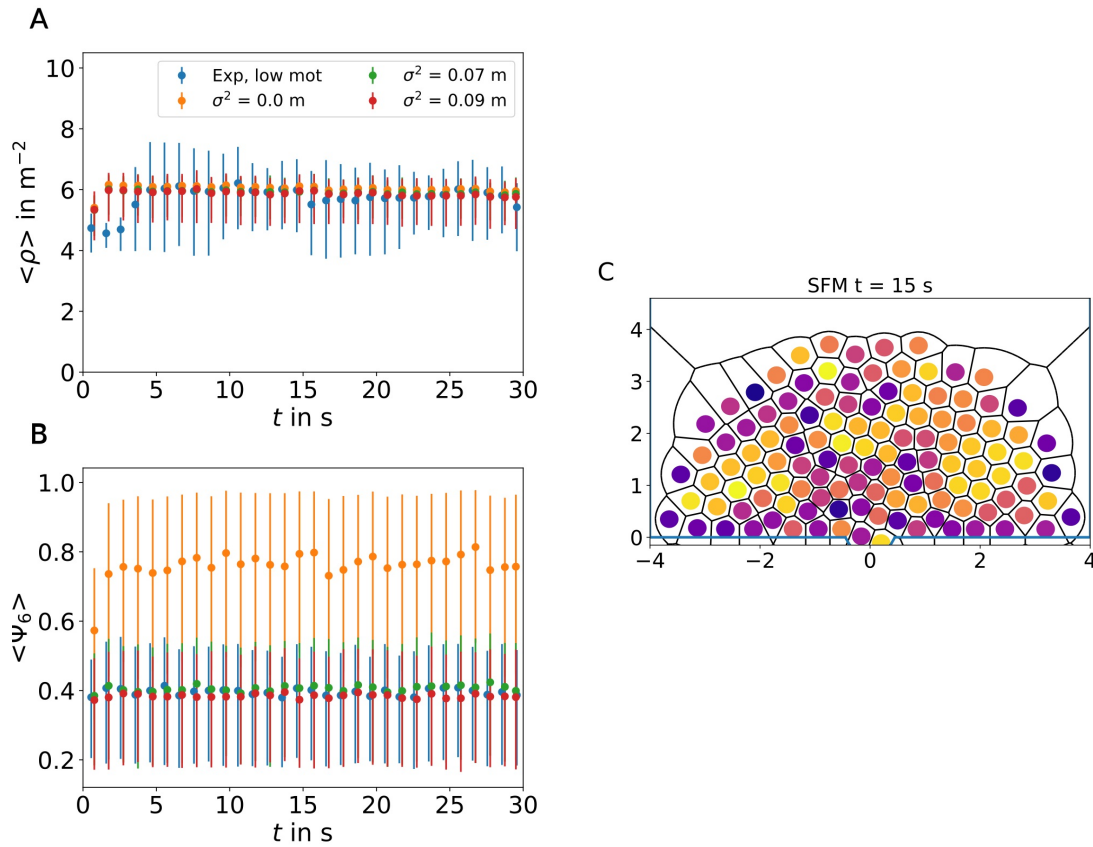 A
10
8
6
4
2
0
<ρ> in m⁻²
Exp, low mot
σ² = 0.0 m
σ² = 0.07 m
σ² = 0.09 m
0 5 10 15 20 25 30
t in s
B
1.0
0.8
0.6
0.4
0.2
<Ψ₆>
0 5 10 15 20 25 30
t in s
C
SFM t = 15 s
4
3
2
1
0
−4 −2 0 2 4